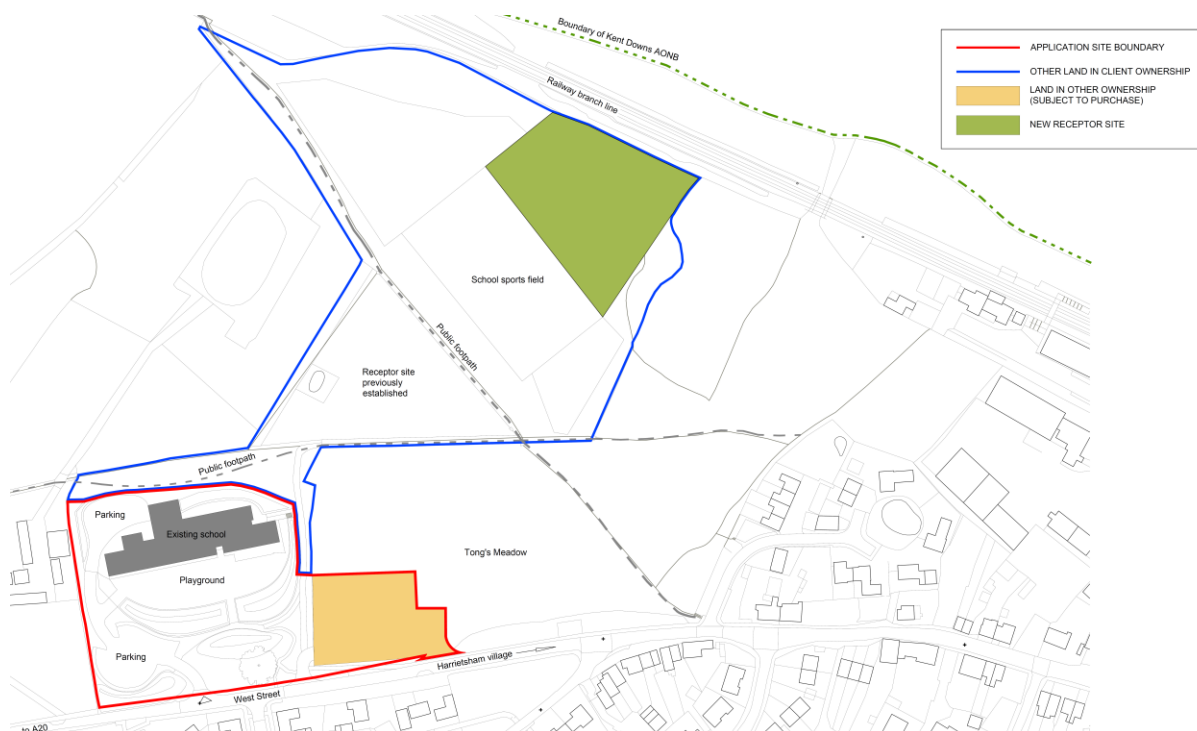 Boundary of Kent Downs AONB
APPLICATION SITE BOUNDARY
OTHER LAND IN CLIENT OWNERSHIP
LAND IN OTHER OWNERSHIP
(SUBJECT TO PURCHASE)
NEW RECEPTOR SITE
Railway branch line
School sports field
Public footpath
Receptor site
previously
established
Public footpath
Parking
Existing school
Playground
Tong's Meadow
Parking
Harrietsham village
West Street
to A20